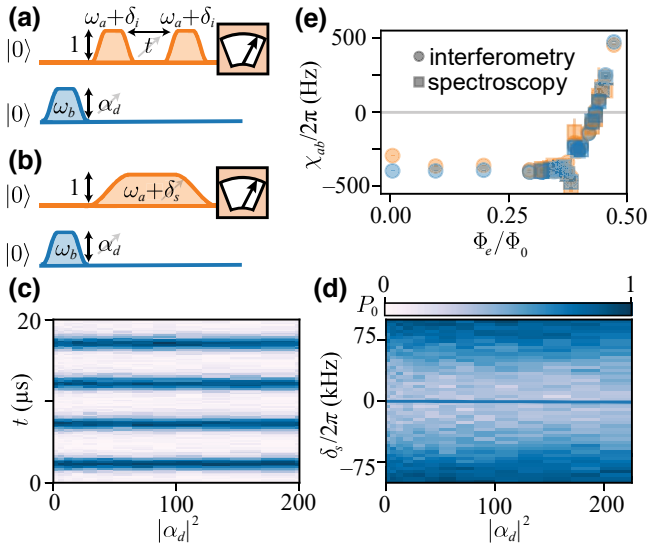 (a)
ω_a+δ_i ω_a+δ_i
|0⟩ 1 t
|0⟩ ω_b α_d
(b)
|0⟩ 1 ω_a+δ_s
|0⟩ ω_b α_d
(c)
20
t (μs)
0
0 100 200
|α_d|²
(e)
500
χ_ab/2π (Hz)
0
−500
interferometry
spectroscopy
0.00 0.25 0.50
Φ_e/Φ_0
(d)
0 1
P_0
75
δ_s/2π (kHz)
0
−75
0 100 200
|α_d|²